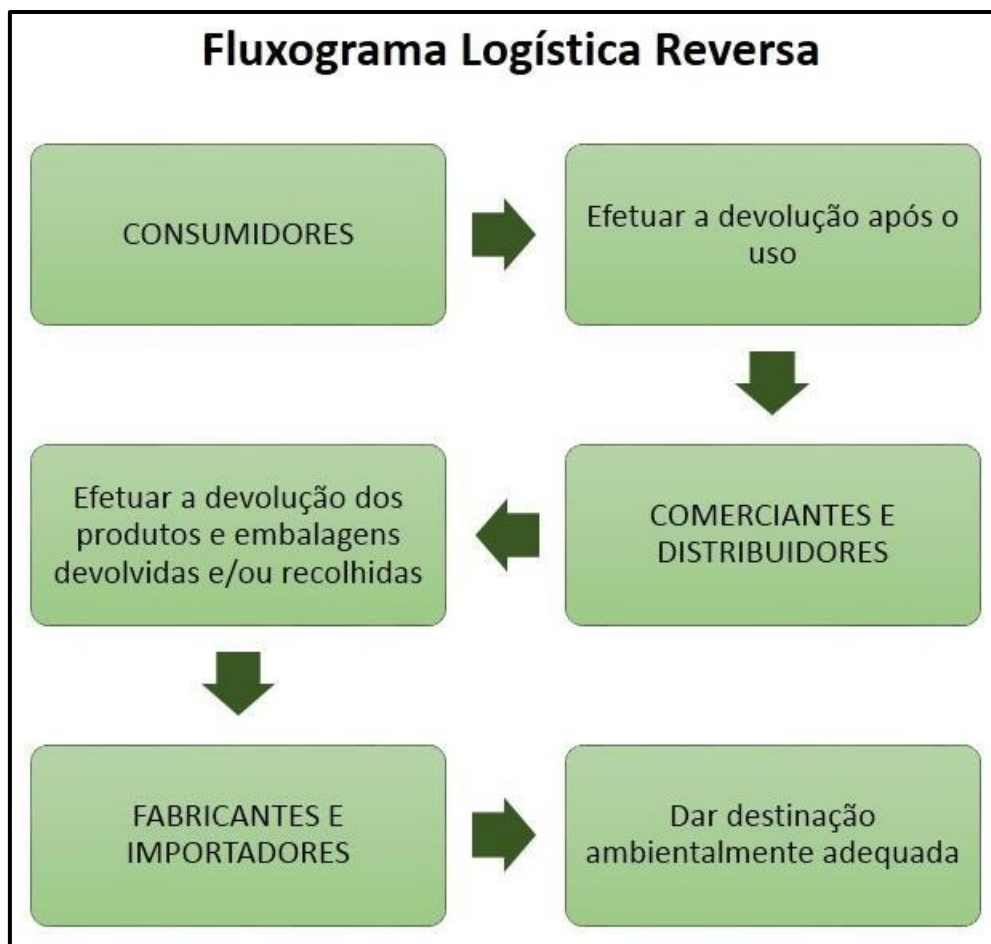 Fluxograma Logística Reversa
CONSUMIDORES
Efetuar a devolução após o
uso
COMERCIANTES E
DISTRIBUIDORES
Efetuar a devolução dos
produtos e embalagens
devolvidas e/ou recolhidas
FABRICANTES E
IMPORTADORES
Dar destinação
ambientalmente adequada